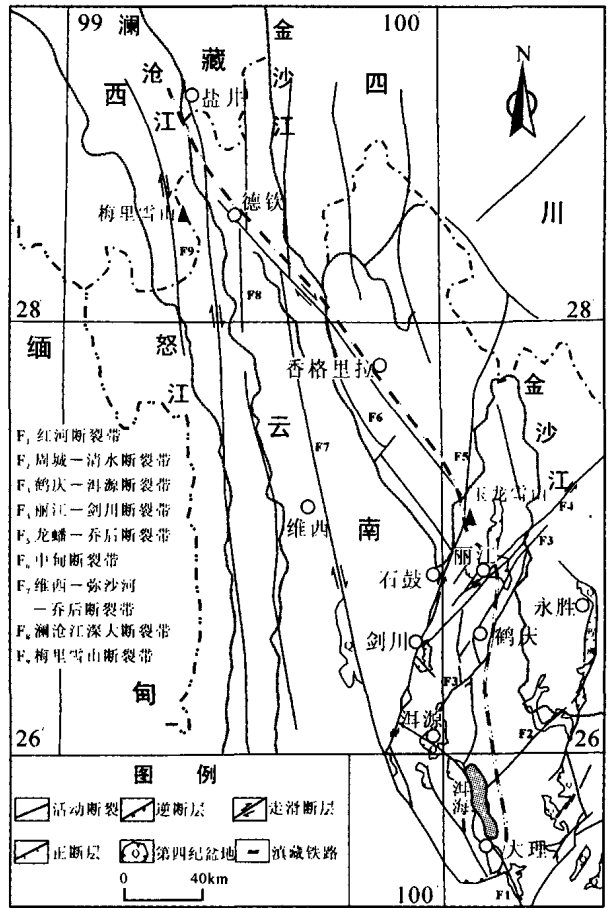 99
100
澜沧江
金沙江
西藏
四川
N
盐井
梅里雪山
德钦
F9
F8
28
28
缅甸
怒江
云南
香格里拉
金沙江
F6
F7
F5
玉龙雪山
F4
F3
维西
丽江
石鼓
永胜
剑川
鹤庆
F3
洱源
F2
26
26
洱海
大理
F1
100
F₁ 红河断裂带
F₂ 周城－清水断裂带
F₃ 鹤庆－洱源断裂带
F₄ 丽江－剑川断裂带
F₅ 龙蟠－乔后断裂带
F₆ 中甸断裂带
F₇ 维西－弥沙河
－乔后断裂带
F₈ 澜沧江深大断裂带
F₉ 梅里雪山断裂带
图 例
活动断裂
逆断层
走滑断层
正断层
Q 第四纪盆地
滇藏铁路
0 40km